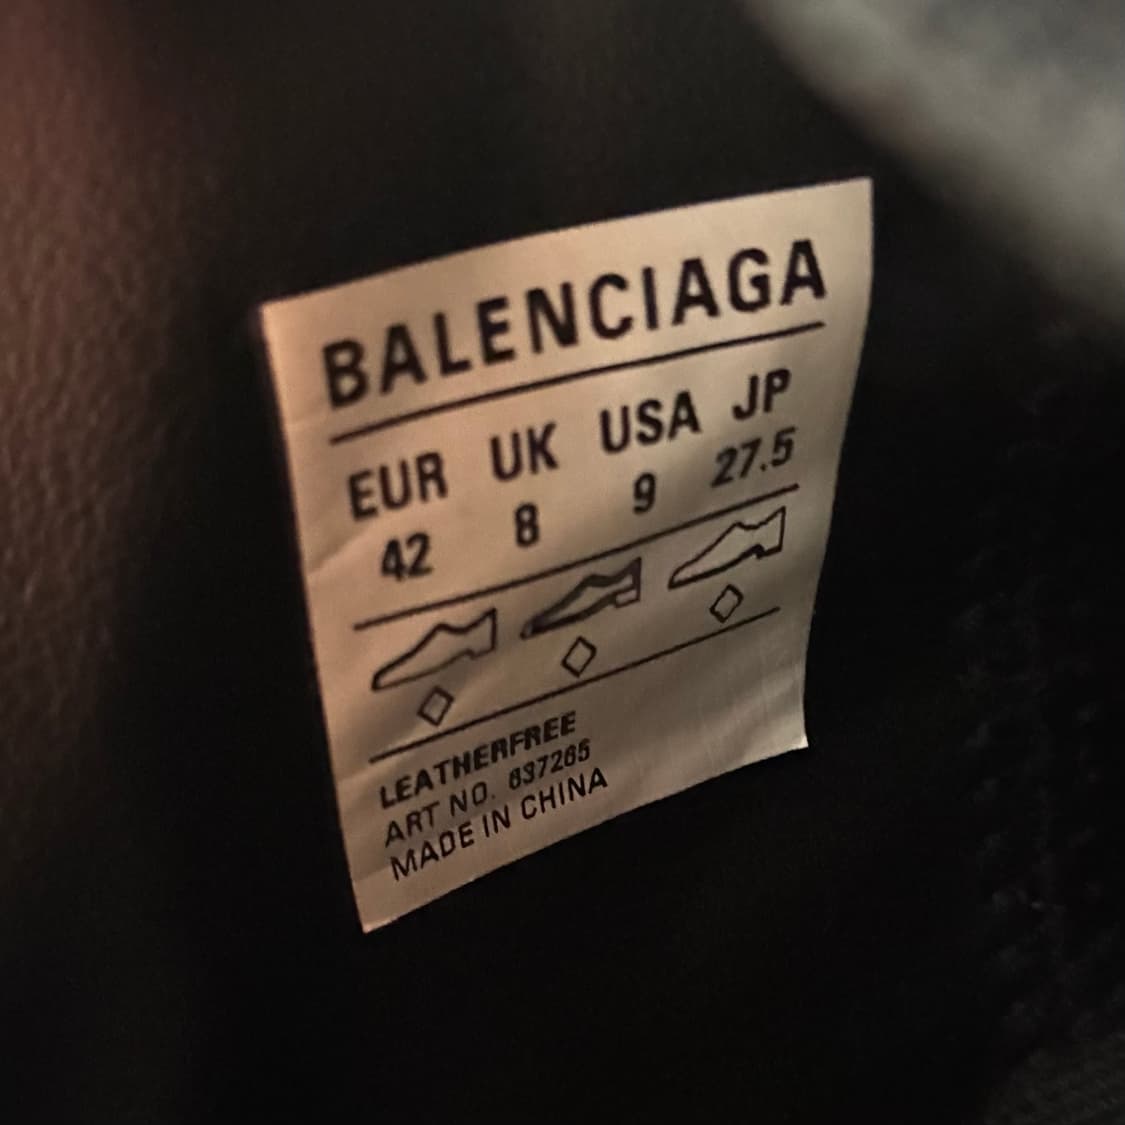 BALENCIAGA
EUR UK USA JP
42 8 9 27.5
LEATHERFREE
ART NO. 637265
MADE IN CHINA